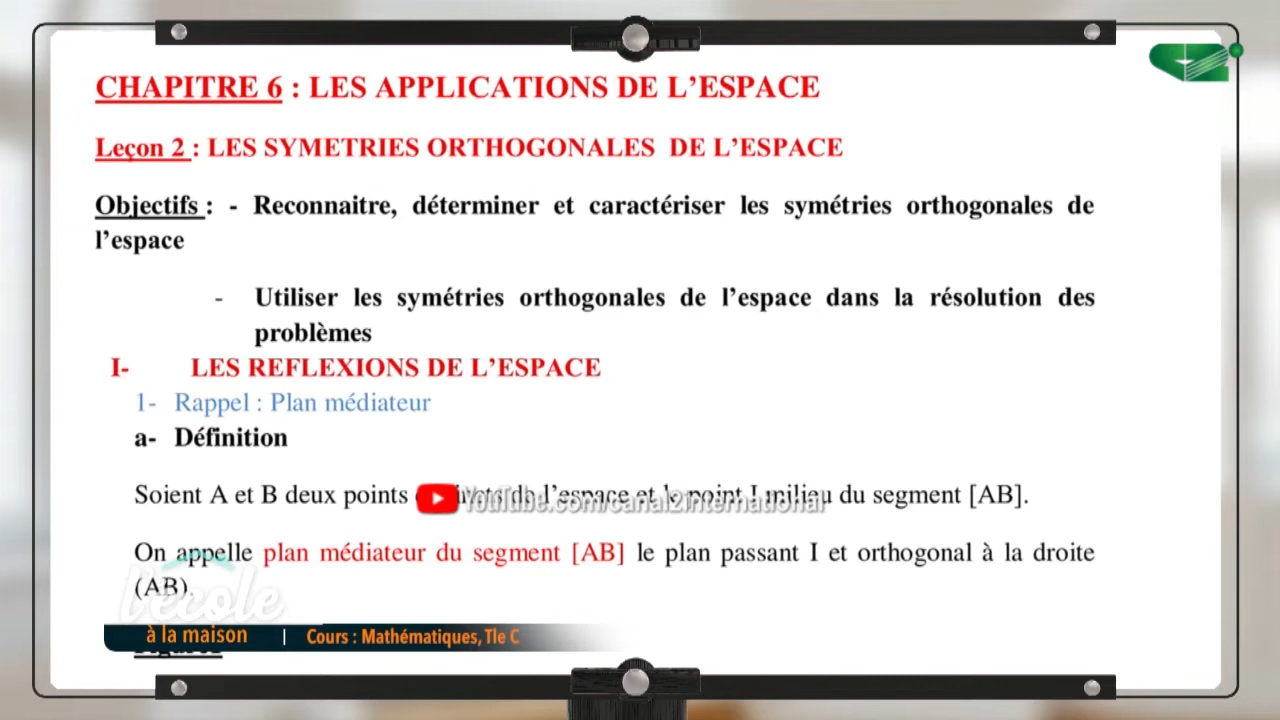 CHAPITRE 6 : LES APPLICATIONS DE L’ESPACE
Leçon 2 : LES SYMETRIES ORTHOGONALES DE L’ESPACE
Objectifs : - Reconnaitre, déterminer et caractériser les symétries orthogonales de
l’espace
- Utiliser les symétries orthogonales de l’espace dans la résolution des
problèmes
I- LES REFLEXIONS DE L’ESPACE
1- Rappel : Plan médiateur
a- Définition
Soient A et B deux points de l’espace et le point I milieu du segment [AB].
YouTube.com/canal2international
On appelle plan médiateur du segment [AB] le plan passant I et orthogonal à la droite
(AB).
l'école
à la maison | Cours : Mathématiques, Tle C